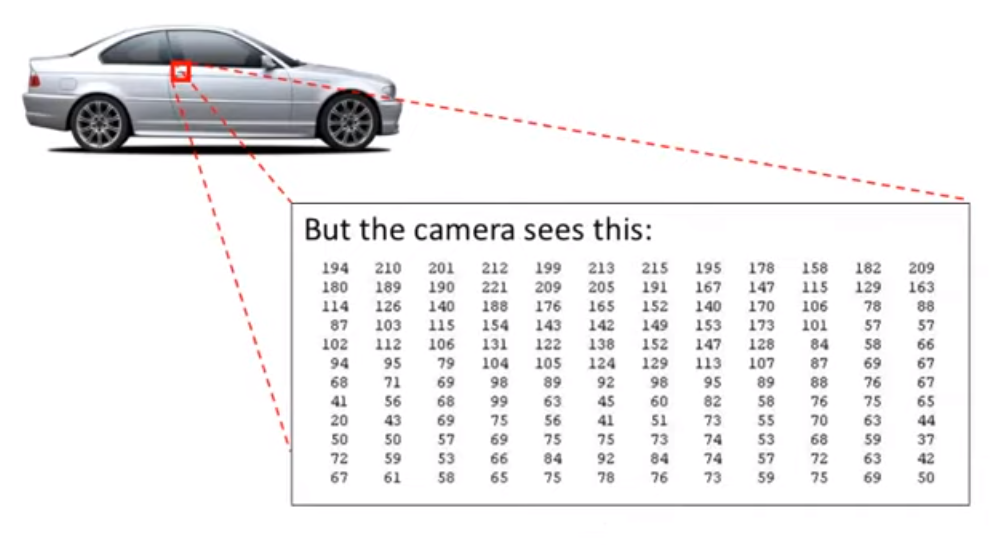 But the camera sees this:
194 210 201 212 199 213 215 195 178 158 182 209
180 189 190 221 209 205 191 167 147 115 129 163
114 126 140 188 176 165 152 140 170 106 78 88
87 103 115 154 143 142 149 153 173 101 57 57
102 112 106 131 122 138 152 147 128 84 58 66
94 95 79 104 105 124 129 113 107 87 69 67
68 71 69 98 89 92 98 95 89 88 76 67
41 56 68 99 63 45 60 82 58 76 75 65
20 43 69 75 56 41 51 73 55 70 63 44
50 50 57 69 75 75 73 74 53 68 59 37
72 59 53 66 84 92 84 74 57 72 63 42
67 61 58 65 75 78 76 73 59 75 69 50